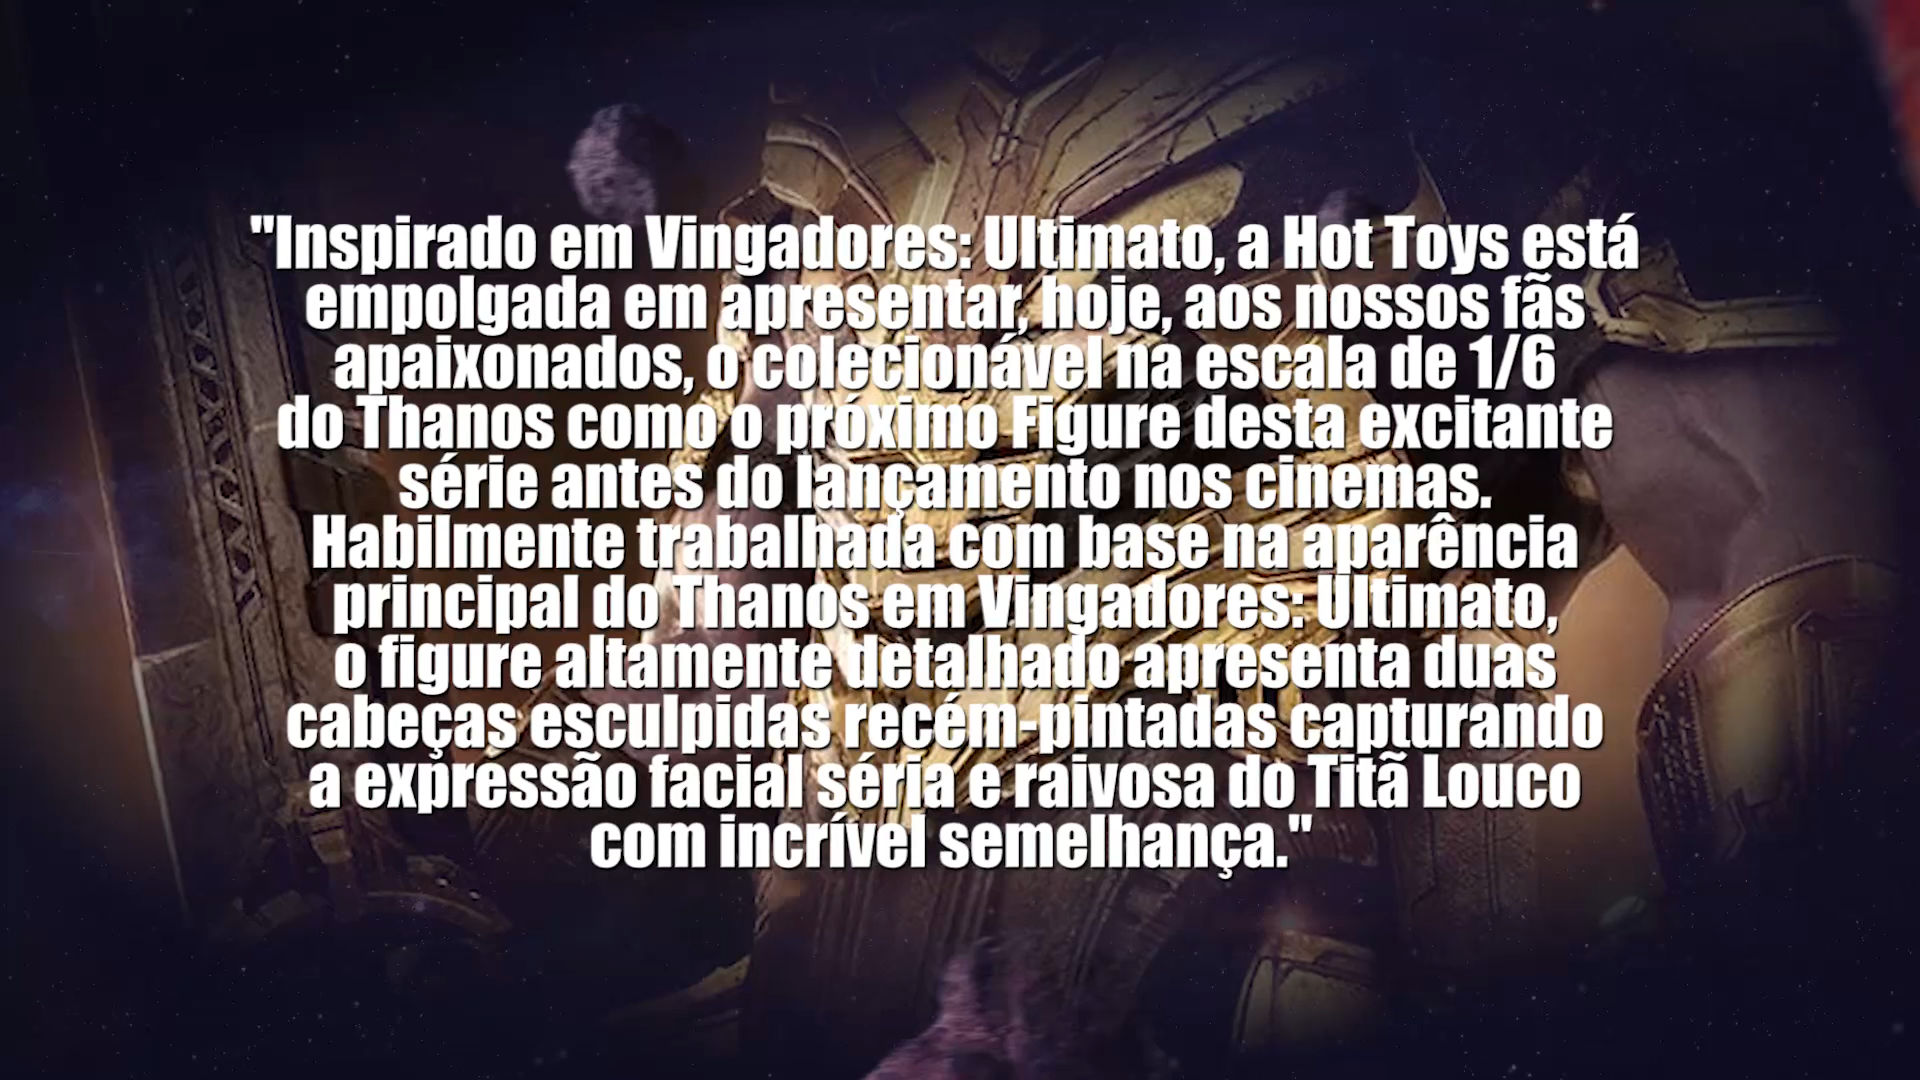 "Inspirado em Vingadores: Ultimato, a Hot Toys está
empolgada em apresentar, hoje, aos nossos fãs
apaixonados, o colecionável na escala de 1/6
do Thanos como o próximo Figure desta excitante
série antes do lançamento nos cinemas.
Habilmente trabalhada com base na aparência
principal do Thanos em Vingadores: Ultimato,
o figure altamente detalhado apresenta duas
cabeças esculpidas recém-pintadas capturando
a expressão facial séria e raivosa do Titã Louco
com incrível semelhança."